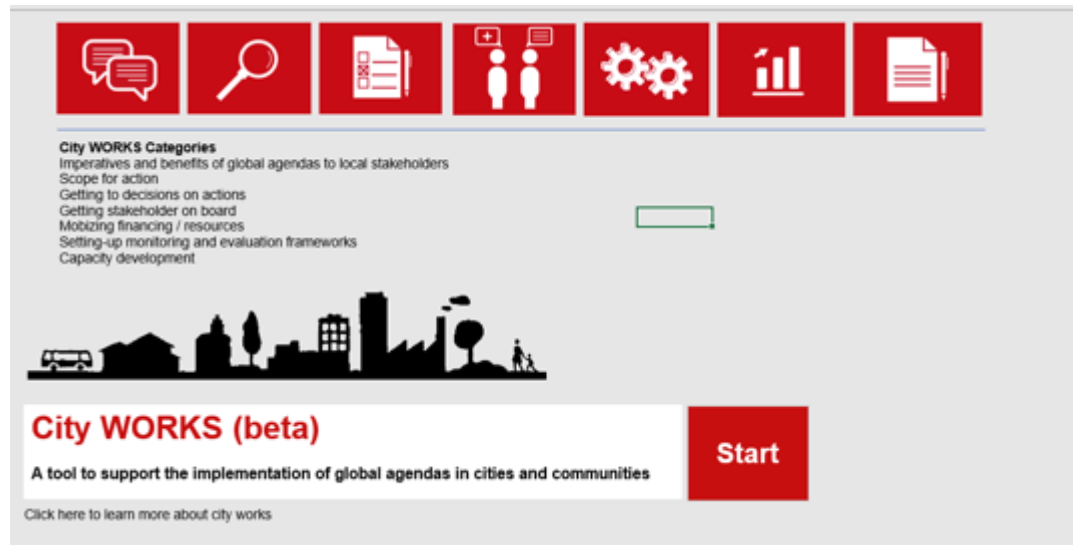 City WORKS Categories
Imperatives and benefits of global agendas to local stakeholders
Scope for action
Getting to decisions on actions
Getting stakeholder on board
Mobizing financing / resources
Setting-up monitoring and evaluation frameworks
Capacity development
City WORKS (beta)
A tool to support the implementation of global agendas in cities and communities
Start
Click here to learn more about city works